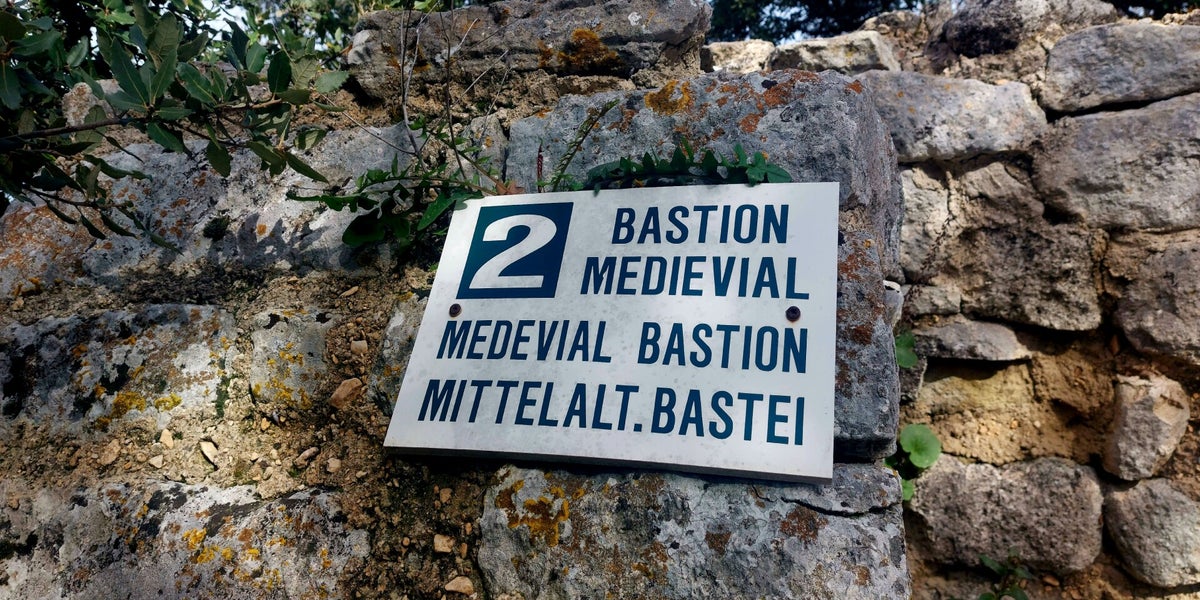 2 BASTION
MEDIEVIAL
MEDEVIAL BASTION
MITTELALT. BASTEI